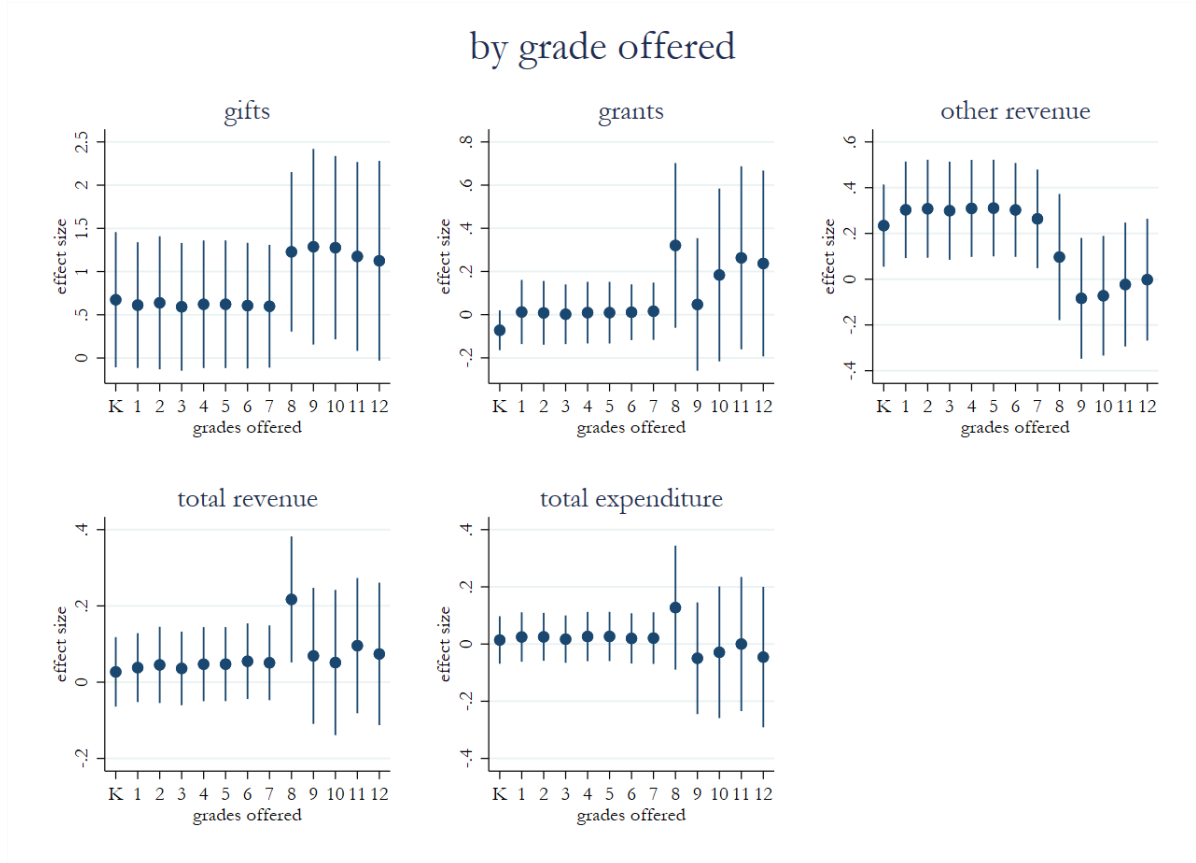 by grade offered
gifts
effect size
2.5
2
1.5
1
.5
0
K 1 2 3 4 5 6 7 8 9 10 11 12
grades offered
grants
effect size
.8
.6
.4
.2
0
-.2
K 1 2 3 4 5 6 7 8 9 10 11 12
grades offered
other revenue
effect size
.6
.4
.2
0
-.2
-.4
K 1 2 3 4 5 6 7 8 9 10 11 12
grades offered
total revenue
effect size
.4
.2
0
-.2
K 1 2 3 4 5 6 7 8 9 10 11 12
grades offered
total expenditure
effect size
.4
.2
0
-.2
-.4
K 1 2 3 4 5 6 7 8 9 10 11 12
grades offered